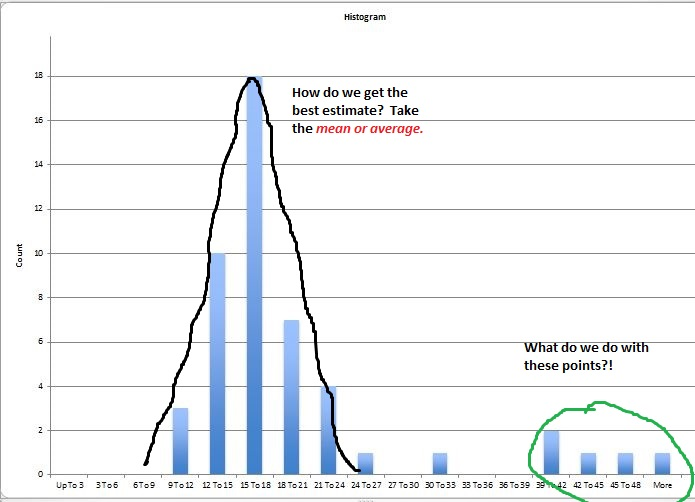 Histogram
18
16
14
12
10
8
6
4
2
0
Count
How do we get the
best estimate? Take
the mean or average.
What do we do with
these points?!
Up To 3 3 To 6 6 To 9 9 To 12 12 To 15 15 To 18 18 To 21 21 To 24 24 To 27 27 To 30 30 To 33 33 To 36 36 To 39 39 To 42 42 To 45 45 To 48 More